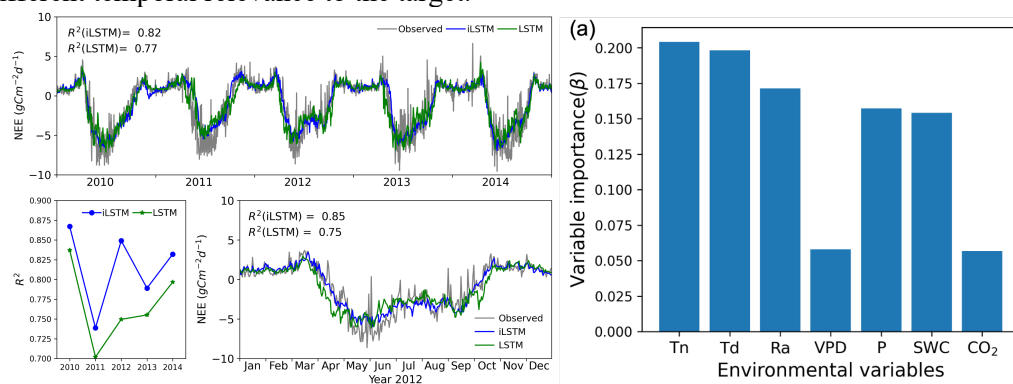 ifferent temporal relevance to the target.
R²(iLSTM)= 0.82
R²(LSTM)= 0.77
Observed iLSTM LSTM
NEE (gCm⁻²d⁻¹)
10
5
0
−5
−10
2010 2011 2012 2013 2014
iLSTM LSTM
R²
0.900
0.875
0.850
0.825
0.800
0.775
0.750
0.725
0.700
2010 2011 2012 2013 2014
R²(iLSTM) = 0.85
R²(LSTM) = 0.75
NEE (gCm⁻²d⁻¹)
10
5
0
−5
−10
Observed
iLSTM
LSTM
Jan Feb Mar Apr May Jun Jul Aug Sep Oct Nov Dec
Year 2012
(a)
Variable importance(β)
0.200
0.175
0.150
0.125
0.100
0.075
0.050
0.025
0.000
Tn Td Ra VPD P SWC CO₂
Environmental variables